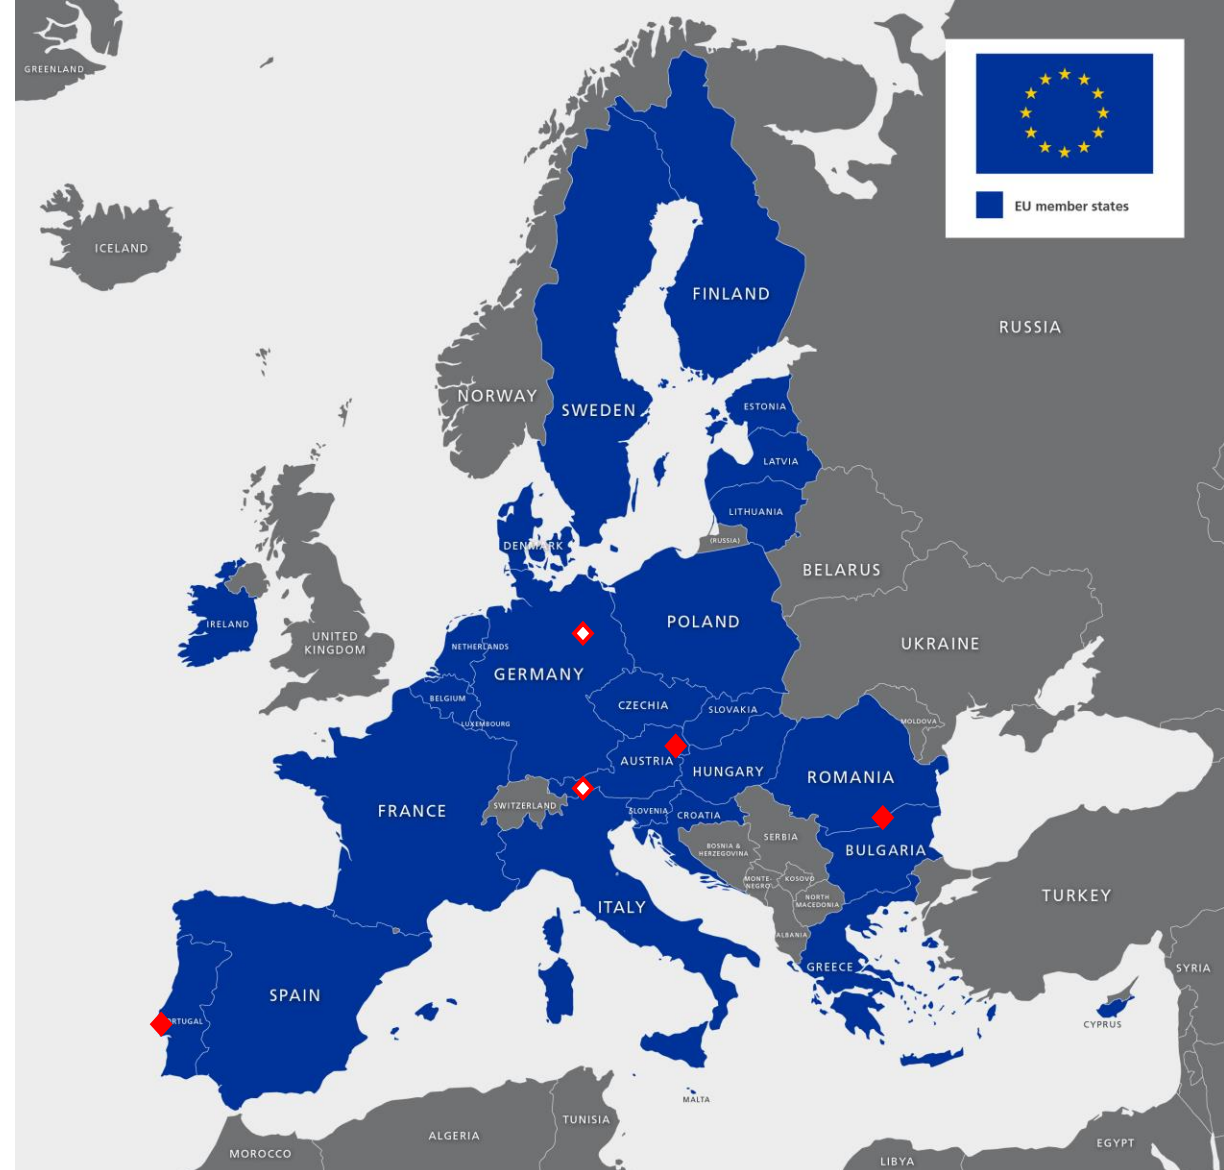 GREENLAND
EU member states
ICELAND
FINLAND
RUSSIA
NORWAY
SWEDEN
ESTONIA
LATVIA
LITHUANIA
(RUSSIA)
DENMARK
BELARUS
IRELAND
UNITED
KINGDOM
POLAND
UKRAINE
NETHERLANDS
GERMANY
BELGIUM
CZECHIA
SLOVAKIA
LUXEMBOURG
MOLDOVA
AUSTRIA
HUNGARY
ROMANIA
SWITZERLAND
FRANCE
SLOVENIA
CROATIA
SERBIA
BOSNIA &
HERZEGOVINA
BULGARIA
MONTE-
NEGRO
KOSOVO
NORTH
MACEDONIA
TURKEY
ITALY
ALBANIA
GREECE
SYRIA
SPAIN
RTUGAL
CYPRUS
MALTA
TUNISIA
ALGERIA
MOROCCO
EGYPT
LIBYA